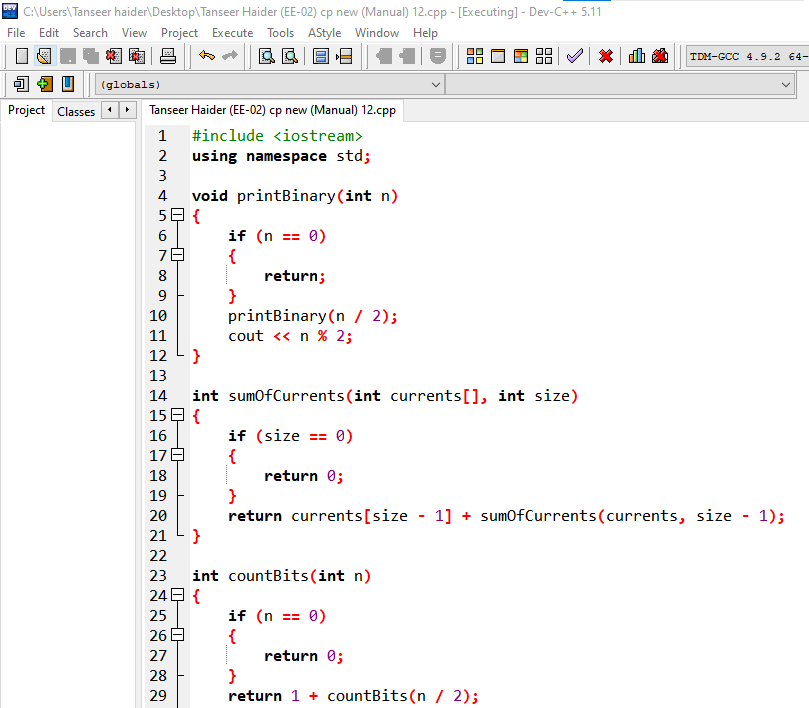 C:\Users\Tanseer haider\Desktop\Tanseer Haider (EE-02) cp new (Manual) 12.cpp - [Executing] - Dev-C++ 5.11
File Edit Search View Project Execute Tools AStyle Window Help
TDM-GCC 4.9.2 64-
(globals)
Project Classes Tanseer Haider (EE-02) cp new (Manual) 12.cpp
1 #include <iostream>
2 using namespace std;
3
4 void printBinary(int n)
5 {
6     if (n == 0)
7     {
8         return;
9     }
10     printBinary(n / 2);
11     cout << n % 2;
12 }
13
14 int sumOfCurrents(int currents[], int size)
15 {
16     if (size == 0)
17     {
18         return 0;
19     }
20     return currents[size - 1] + sumOfCurrents(currents, size - 1);
21 }
22
23 int countBits(int n)
24 {
25     if (n == 0)
26     {
27         return 0;
28     }
29     return 1 + countBits(n / 2);